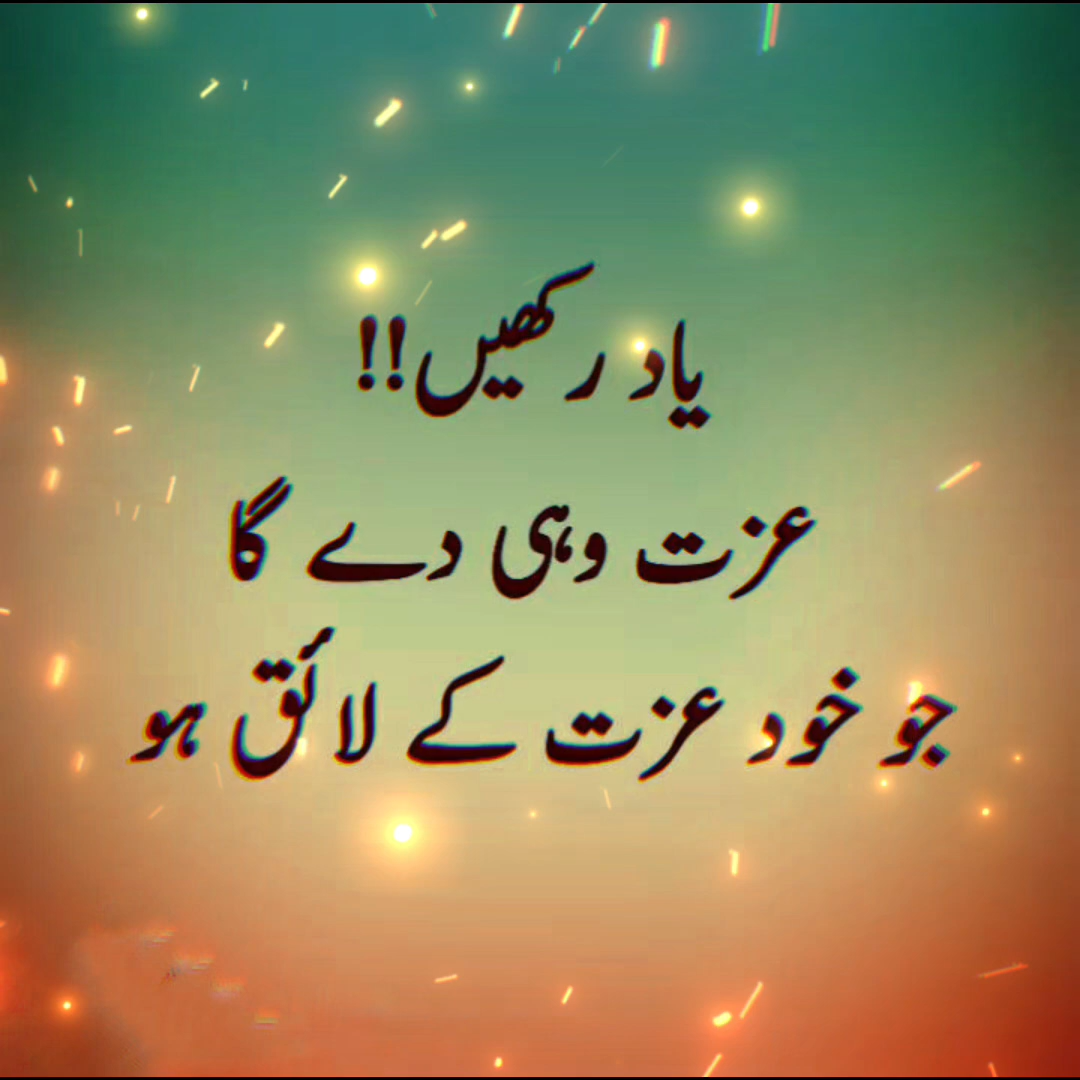 یاد رکھیں!!
عزت وہی دے گا
جو خود عزت کے لائق ہو